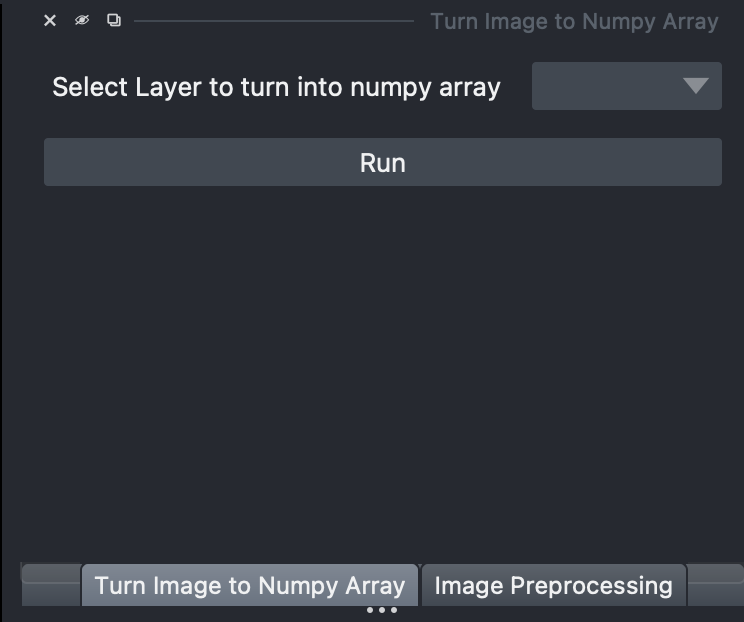 Turn Image to Numpy Array
Select Layer to turn into numpy array
Run
Turn Image to Numpy Array
Image Preprocessing